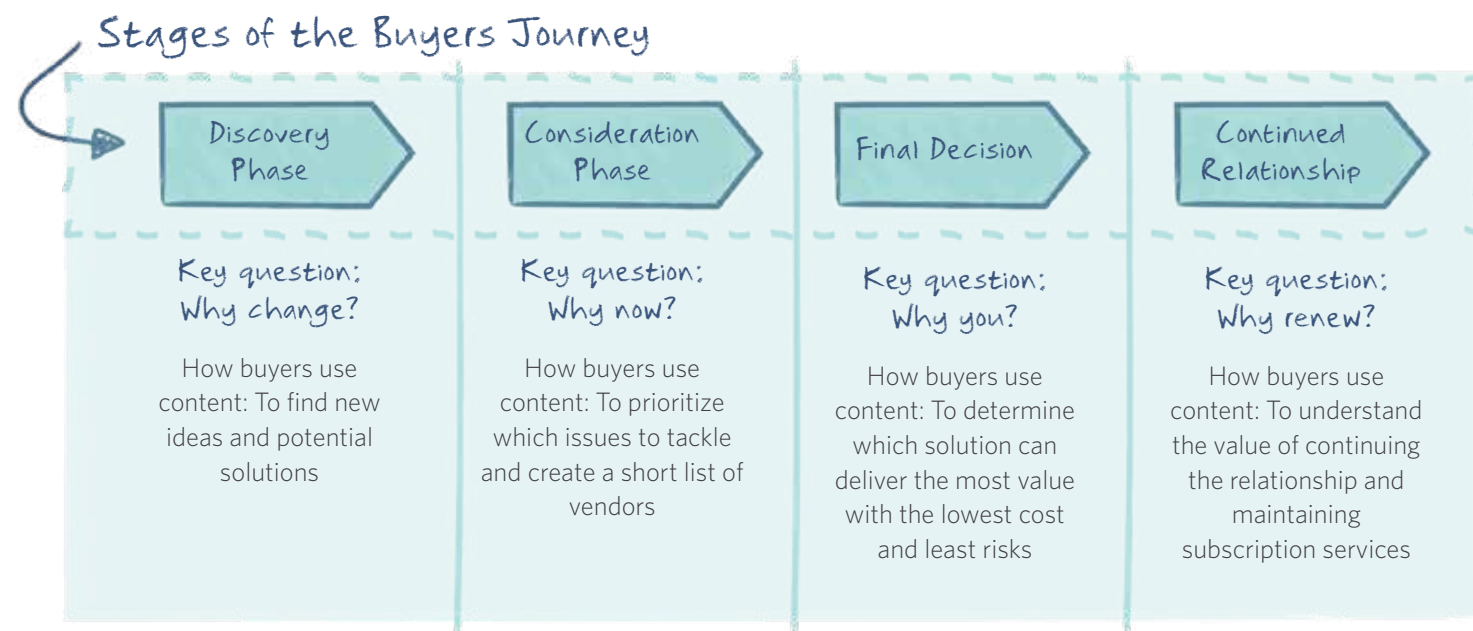 Stages of the Buyers Journey
Discovery
Phase
Consideration
Phase
Final Decision
Continued
Relationship
Key question:
Why change?
How buyers use
content: To find new
ideas and potential
solutions
Key question:
Why now?
How buyers use
content: To prioritize
which issues to tackle
and create a short list of
vendors
Key question:
Why you?
How buyers use
content: To determine
which solution can
deliver the most value
with the lowest cost
and least risks
Key question:
Why renew?
How buyers use
content: To understand
the value of continuing
the relationship and
maintaining
subscription services